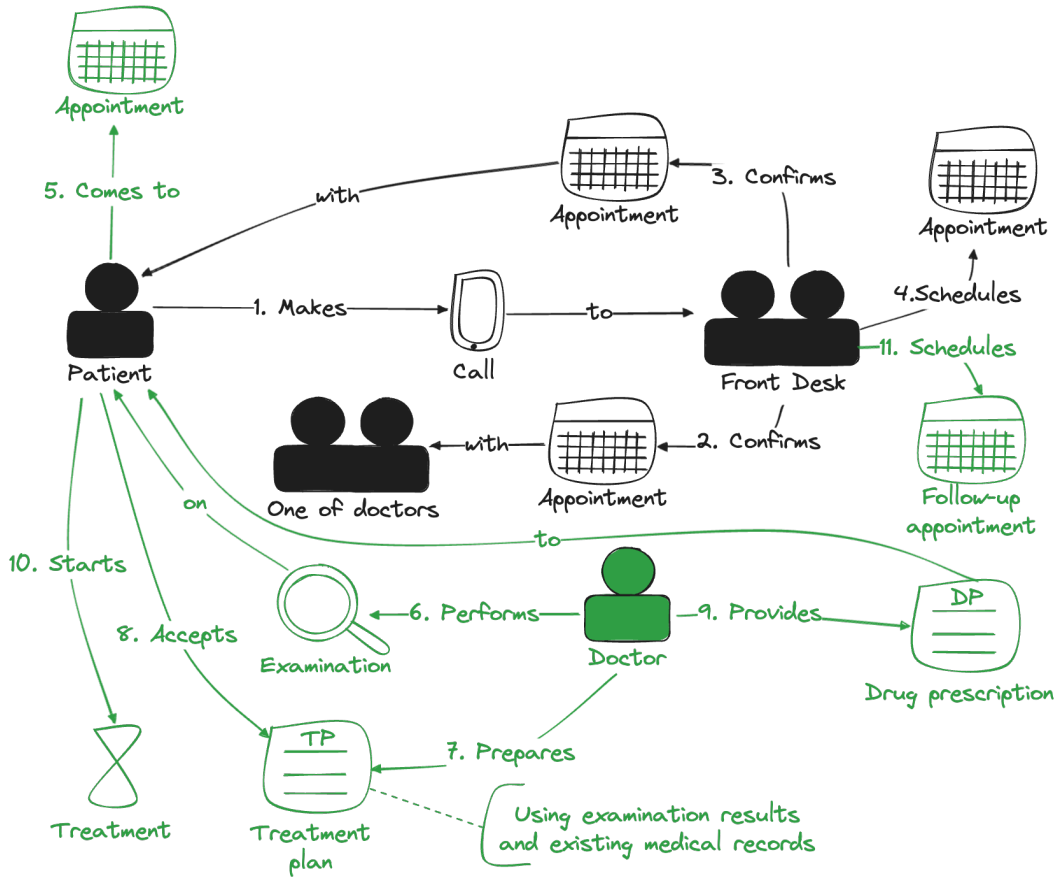 Appointment
5. Comes to
with
3. Confirms
Appointment
Appointment
1. Makes
to
4.Schedules
11. Schedules
Patient
Call
Front Desk
with
2. Confirms
One of doctors
Appointment
Follow-up
appointment
on
to
10. Starts
8. Accepts
6. Performs
9. Provides
DP
Examination
Doctor
Drug prescription
TP
7. Prepares
Treatment
Treatment
plan
Using examination results
and existing medical records